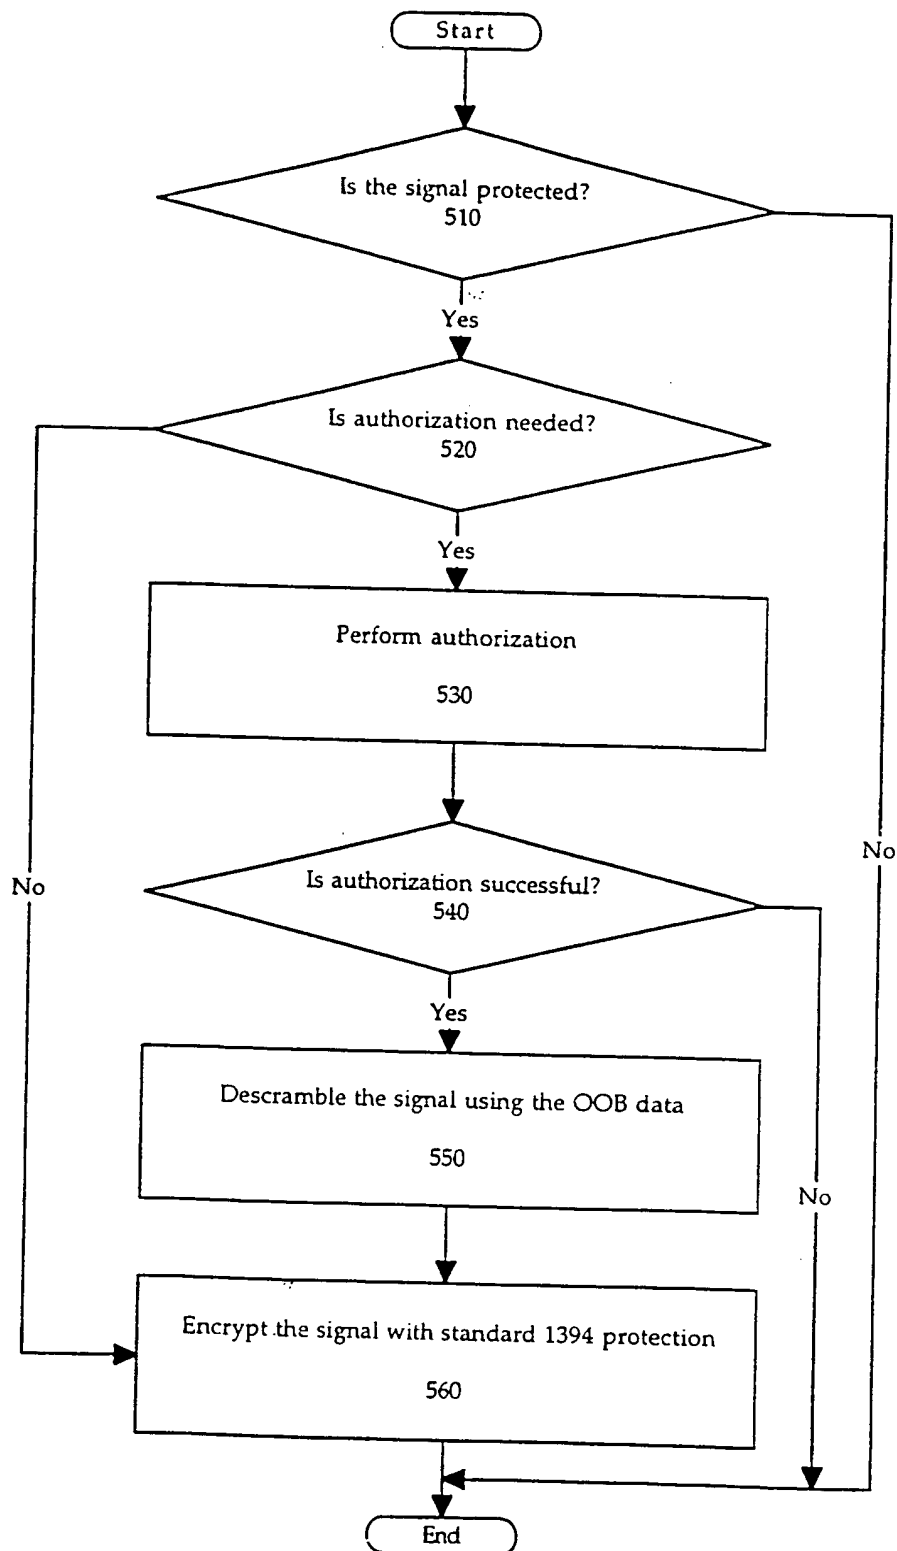 Start
Is the signal protected?
510
Yes
Is authorization needed?
520
Yes
Perform authorization
530
No
Is authorization successful?
540
No
Yes
Descramble the signal using the OOB data
550
No
Encrypt the signal with standard 1394 protection
560
End